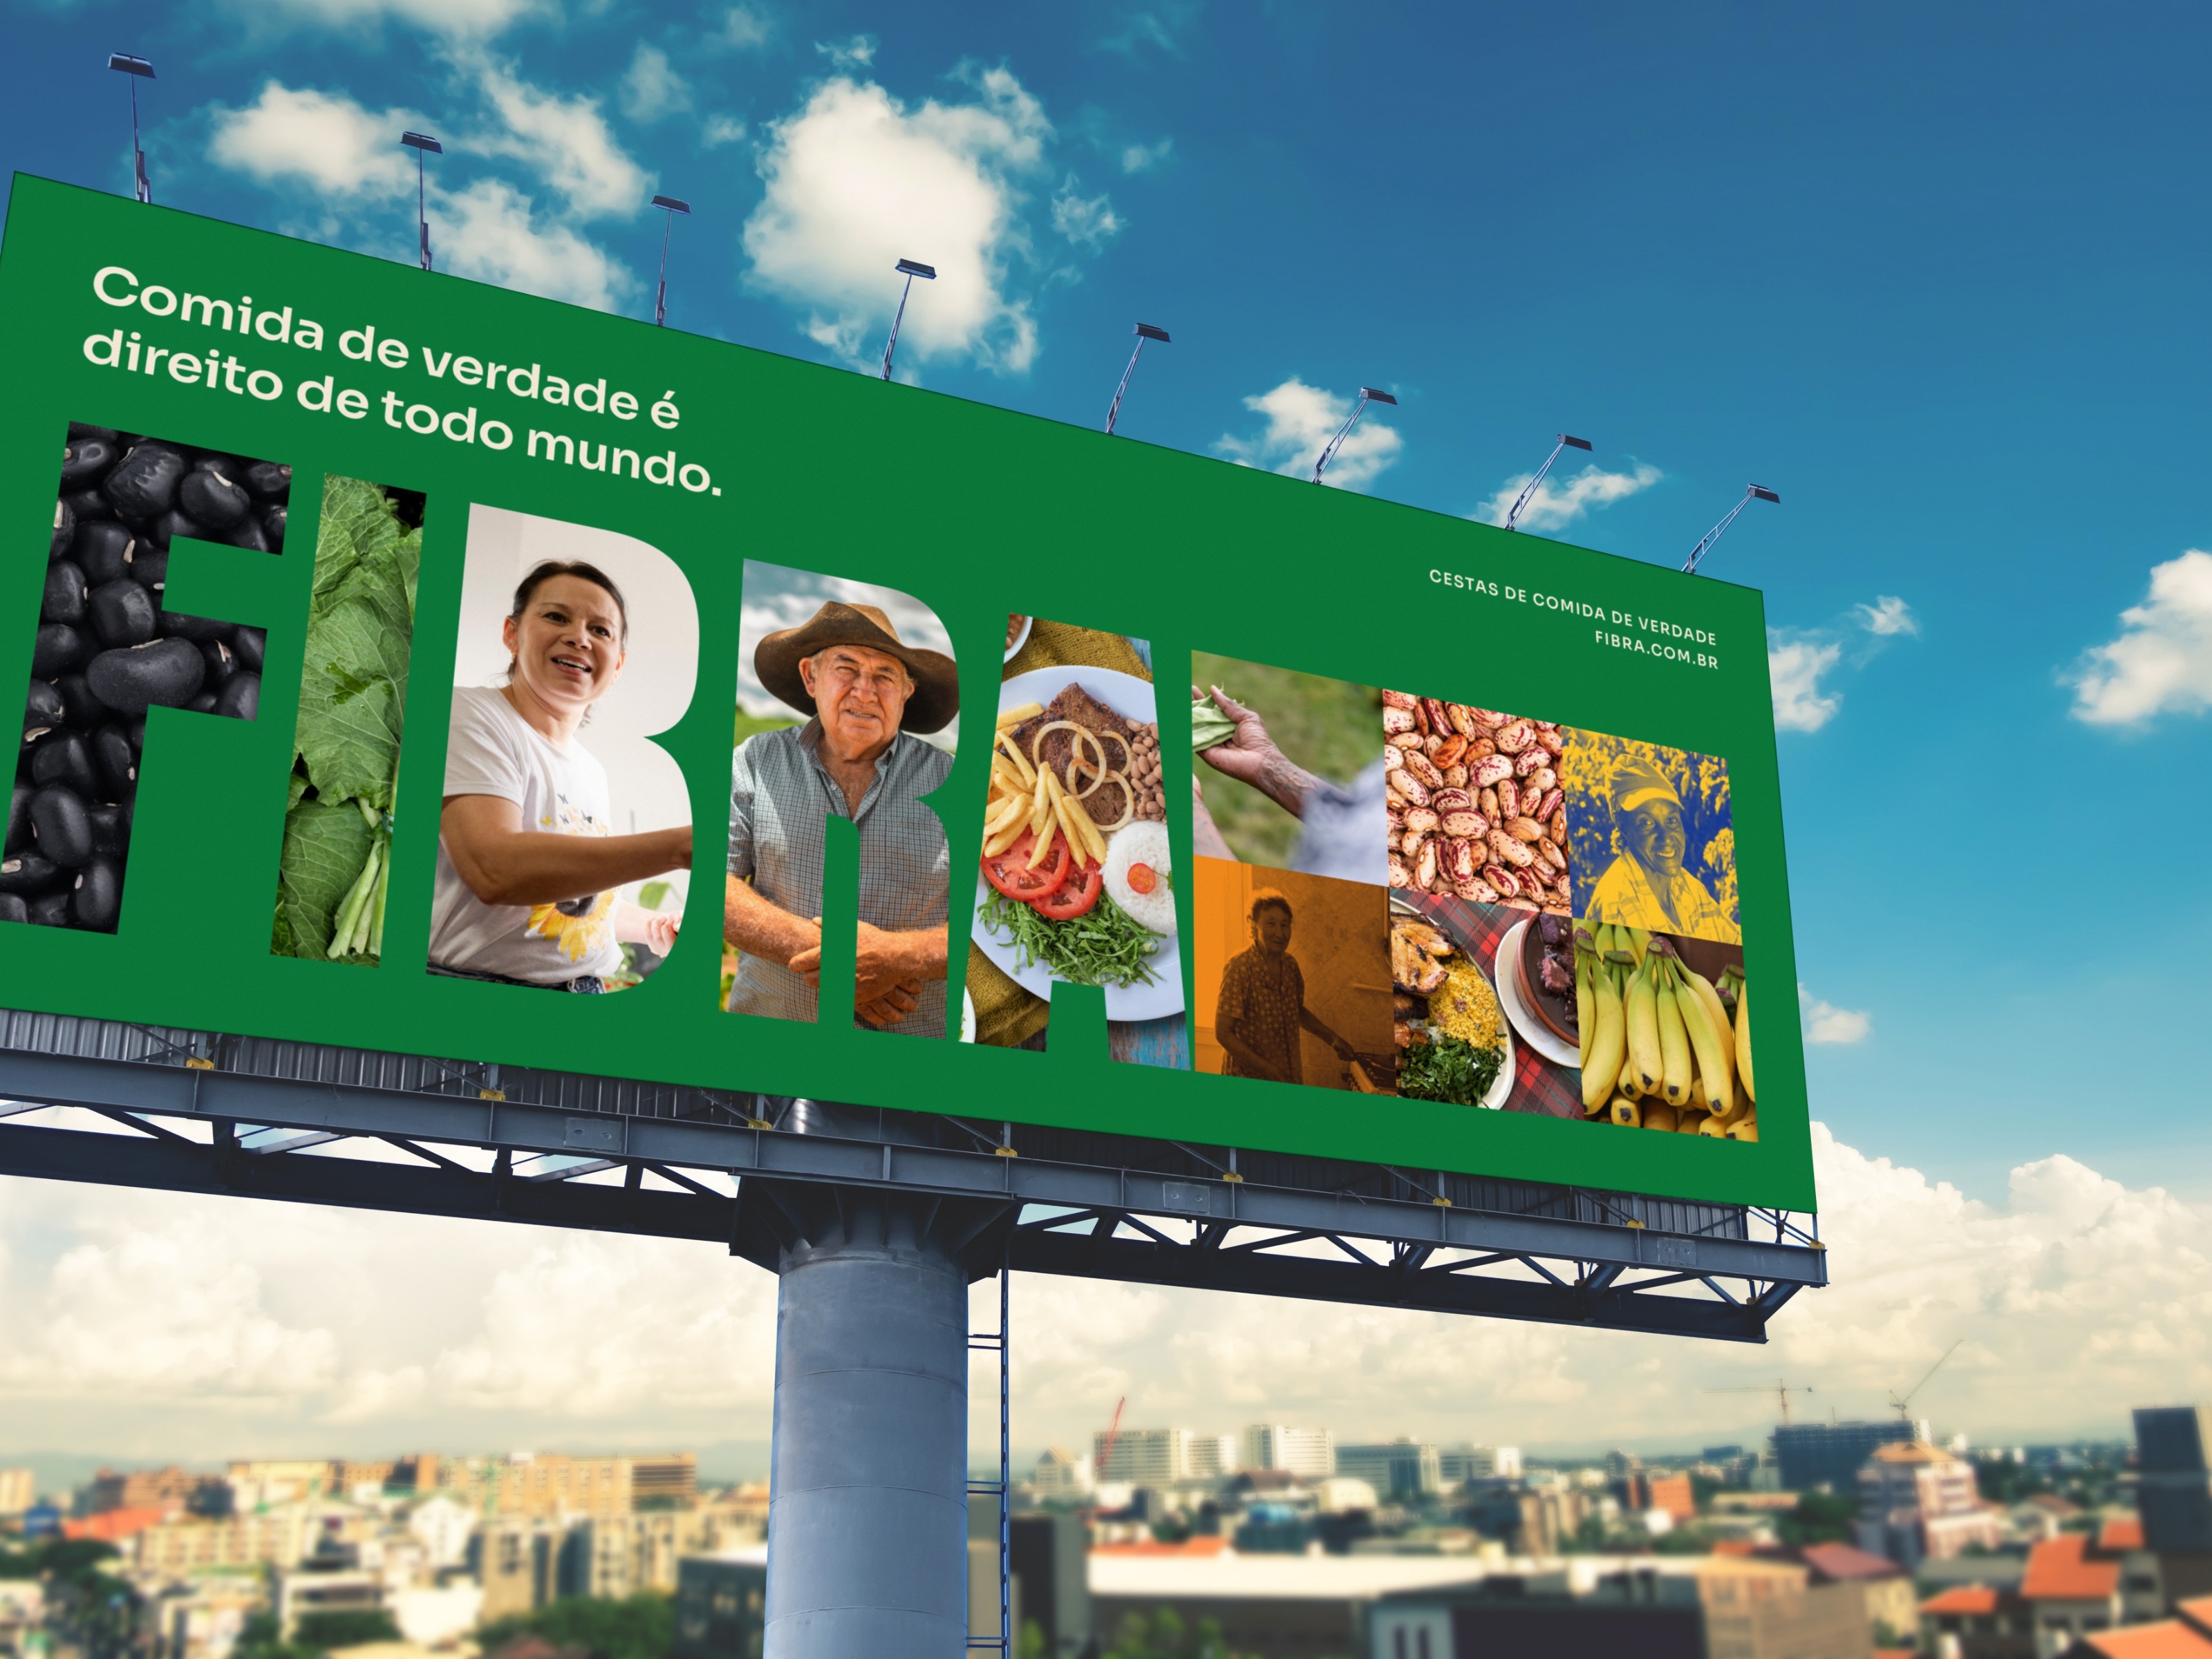 Comida de verdade é
direito de todo mundo.
CESTAS DE COMIDA DE VERDADE
FIBRA.COM.BR
FIBRA